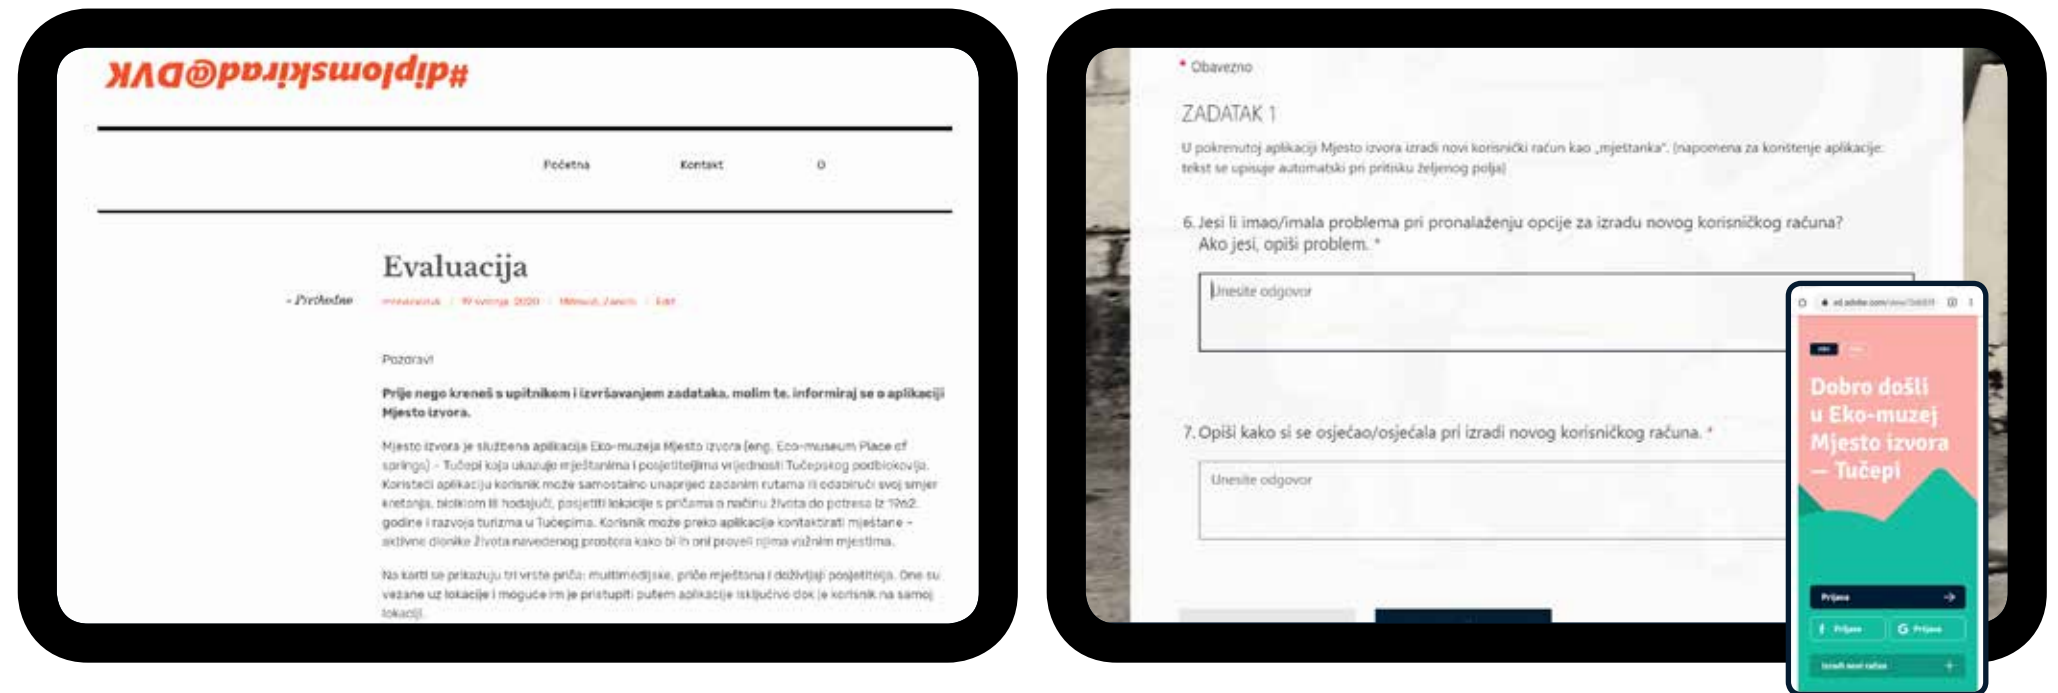 #diplomskirad@DVK
Početna Kontakt
Evaluacija
← Prethodno
19 svibnja, 2020 Edit
Pozdrav!
Prije nego kreneš s upitnikom i izvršavanjem zadataka, molim te, informiraj se o aplikaciji
Mjesto izvora.
Mjesto izvora je službena aplikacija Eko-muzeja Mjesto izvora (eng. Eco-museum Place of
springs) – Tučepi koja ukazuje mještanima i posjetiteljima vrijednosti Tučepskog podbiokovlja.
Koristeći aplikaciju korisnik može samostalno unaprijed zadanim rutama ili odabirući svoj smjer
kretanja, biciklom ili hodajući, posjetiti lokacije s pričama o načinu života do potresa iz 1962.
godine i razvoja turizma u Tučepima. Korisnik može preko aplikacije kontaktirati mještane –
aktivne dionike života navedenog prostora kako bi ih oni proveli njima važnim mjestima.
Na karti se prikazuju tri vrste priča: multimedijske, priče mještana i doživljaji posjetitelja. One su
vezane uz lokacije i moguće im je pristupiti putem aplikacije isključivo dok je korisnik na samoj
lokaciji.
* Obavezno
ZADATAK 1
U pokrenutoj aplikaciji Mjesto izvora izradi novi korisnički račun kao „mještanka". (napomena za korištenje aplikacije:
tekst se upisuje automatski pri pritisku željenog polja)
6. Jesi li imao/imala problema pri pronalaženju opcije za izradu novog korisničkog računa?
Ako jesi, opiši problem. *
Unesite odgovor
7. Opiši kako si se osjećao/osjećala pri izradi novog korisničkog računa. *
Unesite odgovor
Dobro došli
u Eko-muzej
Mjesto izvora
— Tučepi
Prijava →
f Prijava G Prijava
Izradi novi račun +